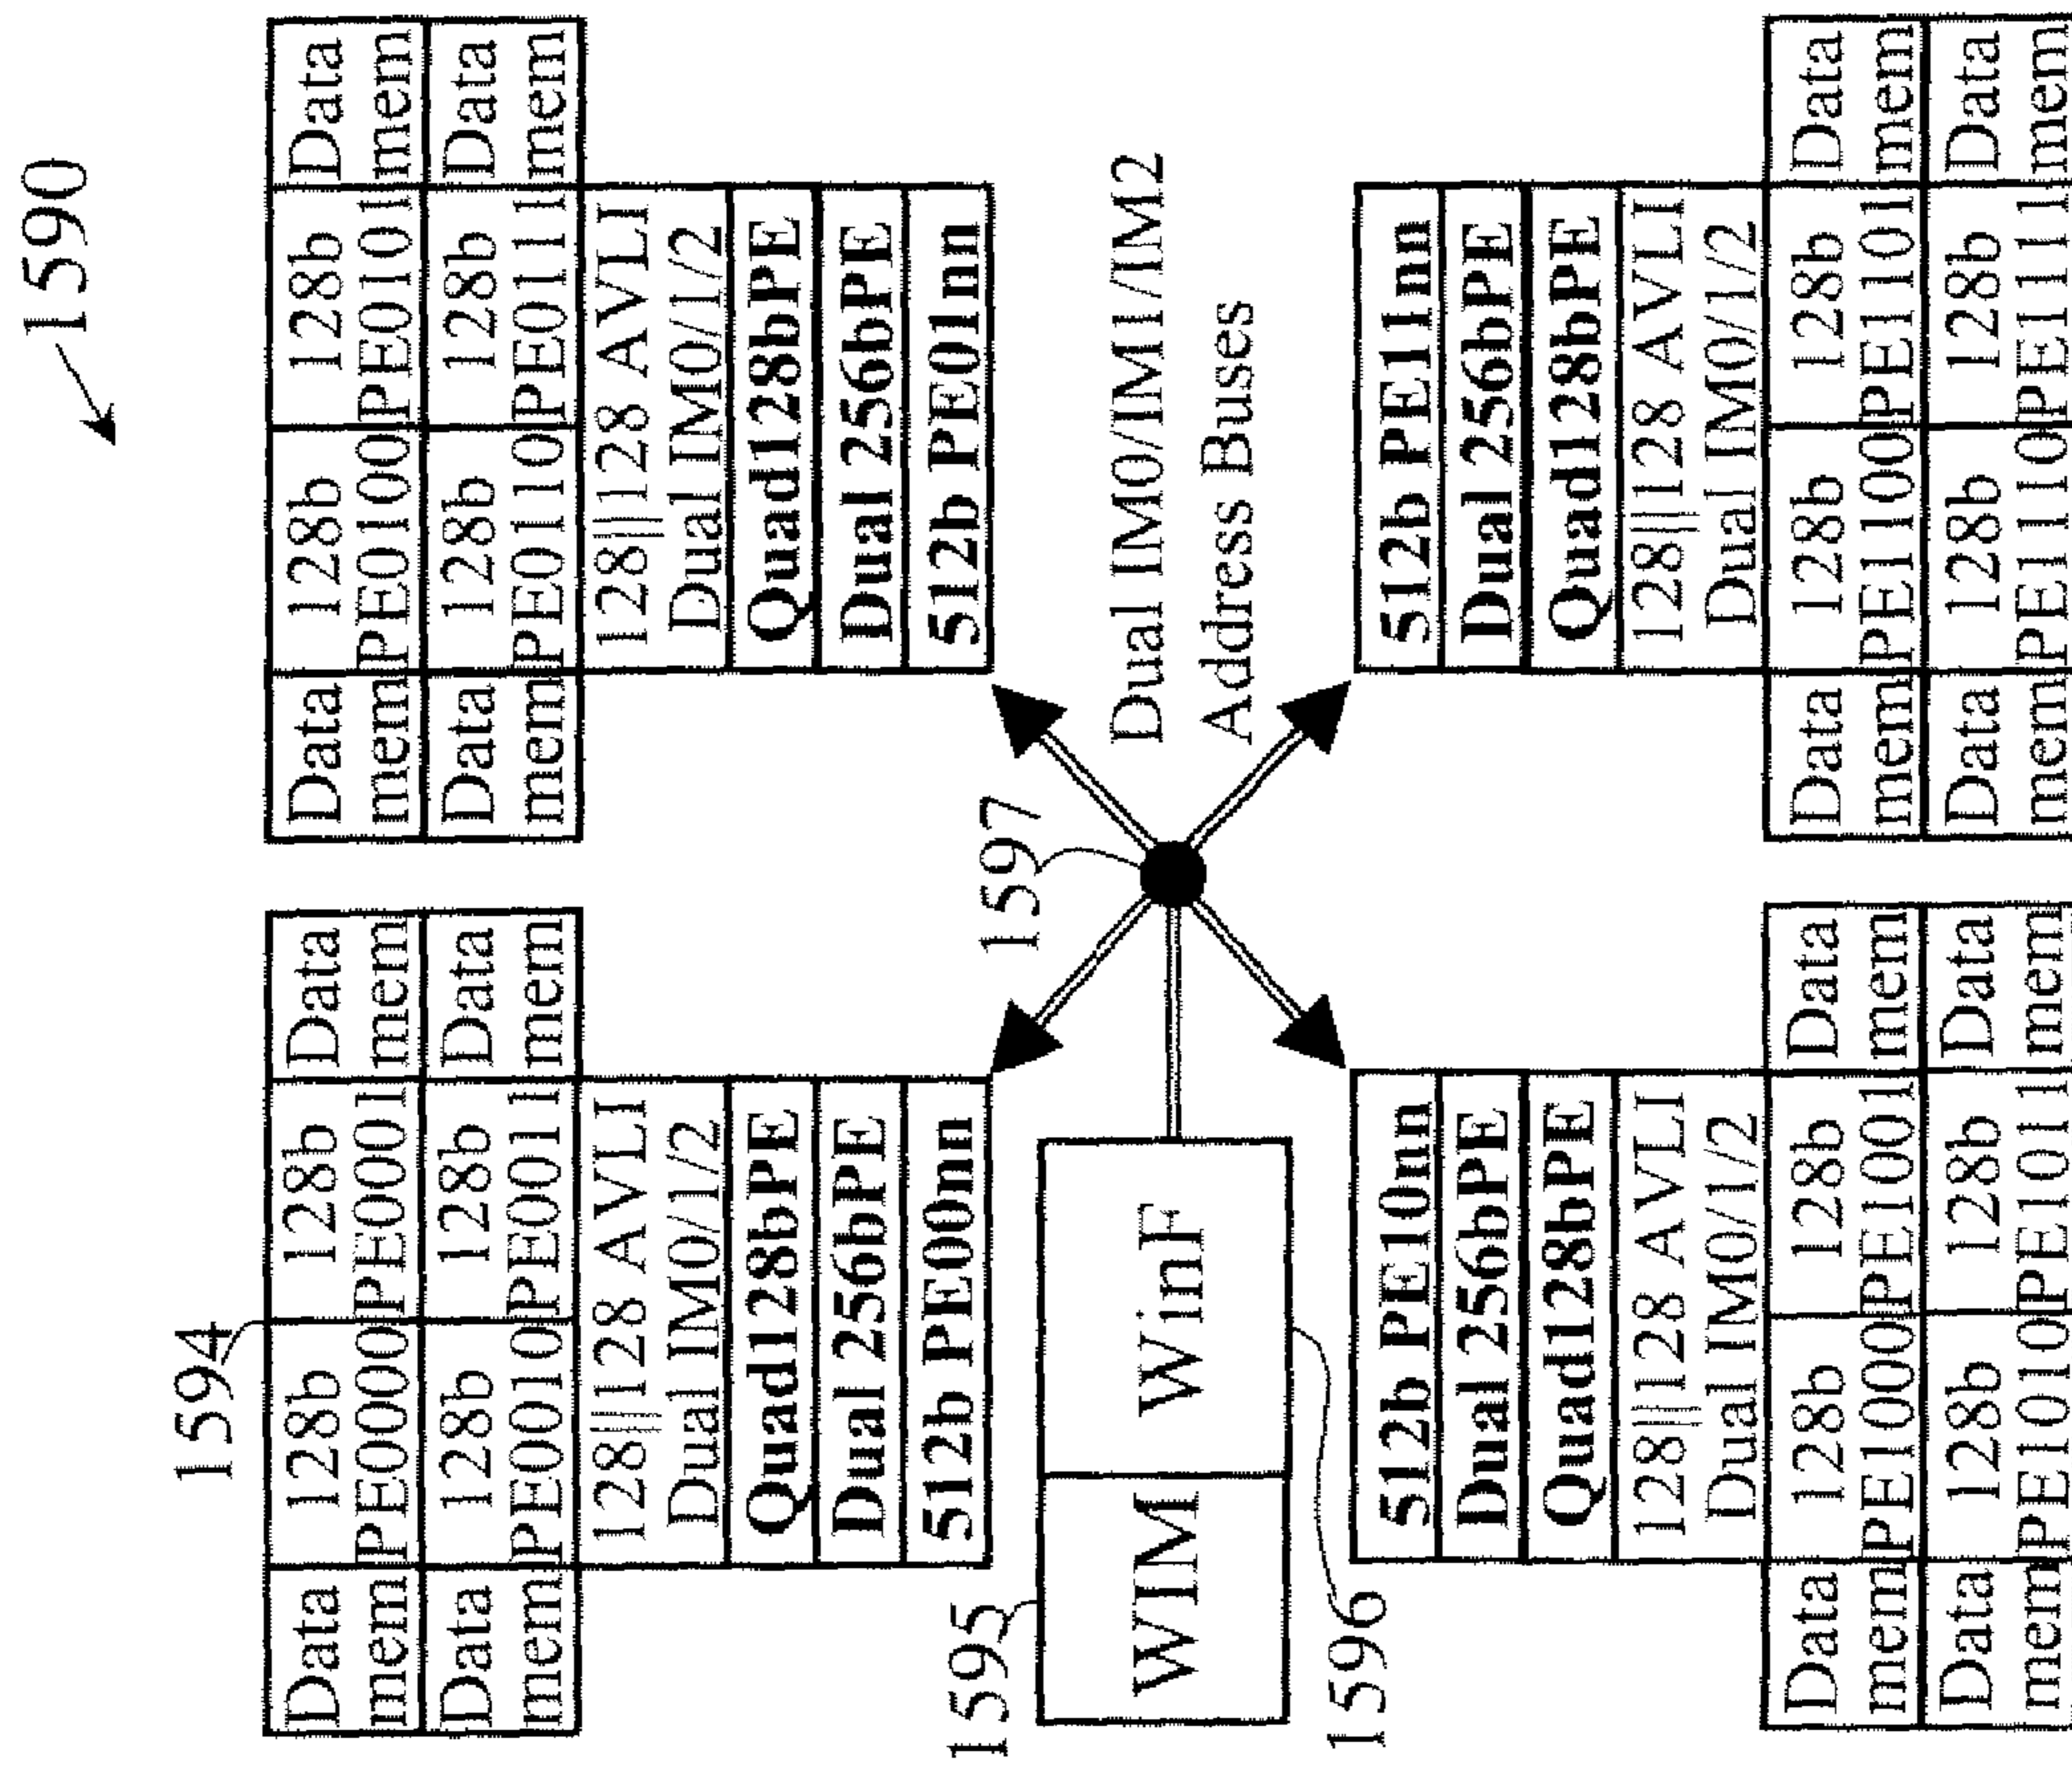 1590
1594
Data mem
128b PE0000
128b PE0001
Data mem
Data mem
128b PE0010
128b PE0011
Data mem
128|||128 AVLI
Dual IM0/1/2
Quad128bPE
Dual 256bPE
512b PE00nn
Data mem
128b PE0100
128b PE0101
Data mem
Data mem
128b PE0110
128b PE0111
Data mem
128|||128 AVLI
Dual IM0/1/2
Quad128bPE
Dual 256bPE
512b PE01nn
1595
WIM
WinF
1596
1597
Dual IM0/IM1/IM2
Address Buses
512b PE10nn
Dual 256bPE
Quad128bPE
128|||128 AVLI
Dual IM0/1/2
Data mem
128b PE1000
128b PE1001
Data mem
Data mem
128b PE1010
128b PE1011
Data mem
512b PE11nn
Dual 256bPE
Quad128bPE
128|||128 AVLI
Dual IM0/1/2
Data mem
128b PE1100
128b PE1101
Data mem
Data mem
128b PE1110
128b PE1111
Data mem